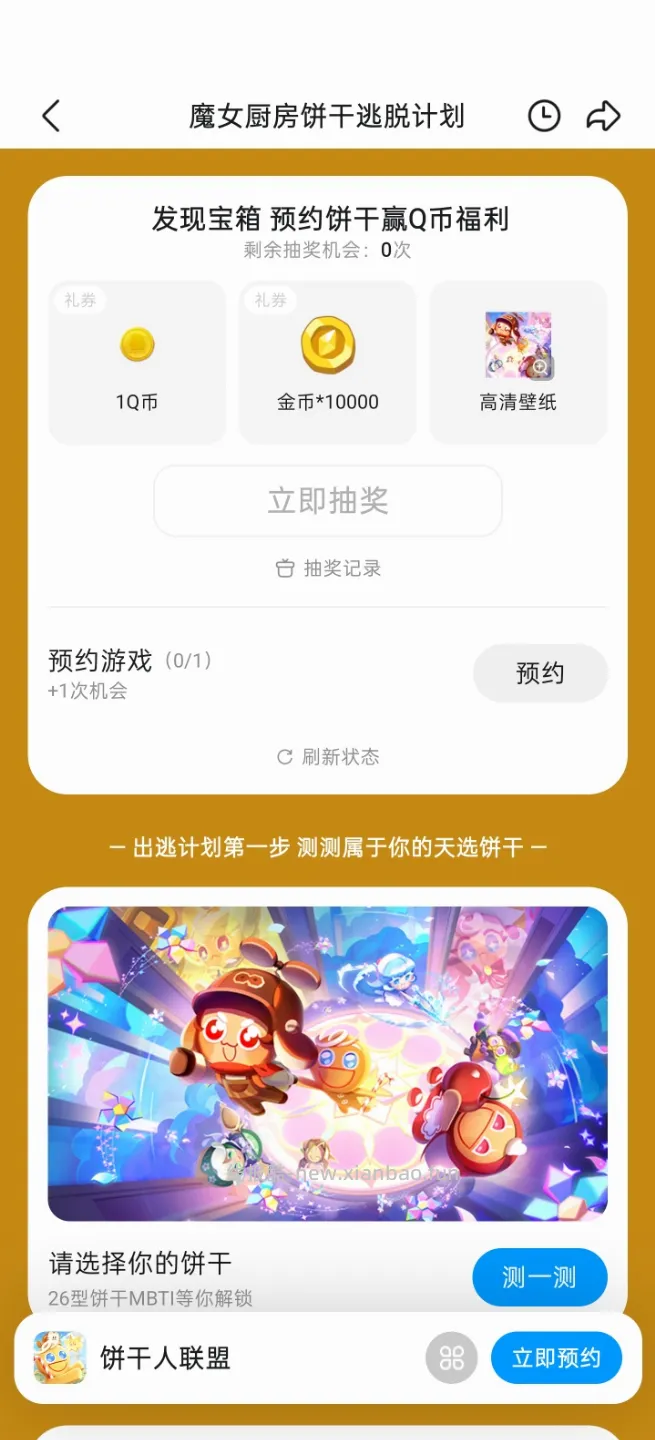 魔女厨房饼干逃脱计划
发现宝箱 预约饼干赢Q币福利
剩余抽奖机会：0次
礼券
礼券
1Q币
金币*10000
高清壁纸
立即抽奖
抽奖记录
预约游戏（0/1）
+1次机会
预约
刷新状态
— 出逃计划第一步 测测属于你的天选饼干 —
new.xianbao.fun
请选择你的饼干
26型饼干MBTI等你解锁
测一测
饼干人联盟
立即预约